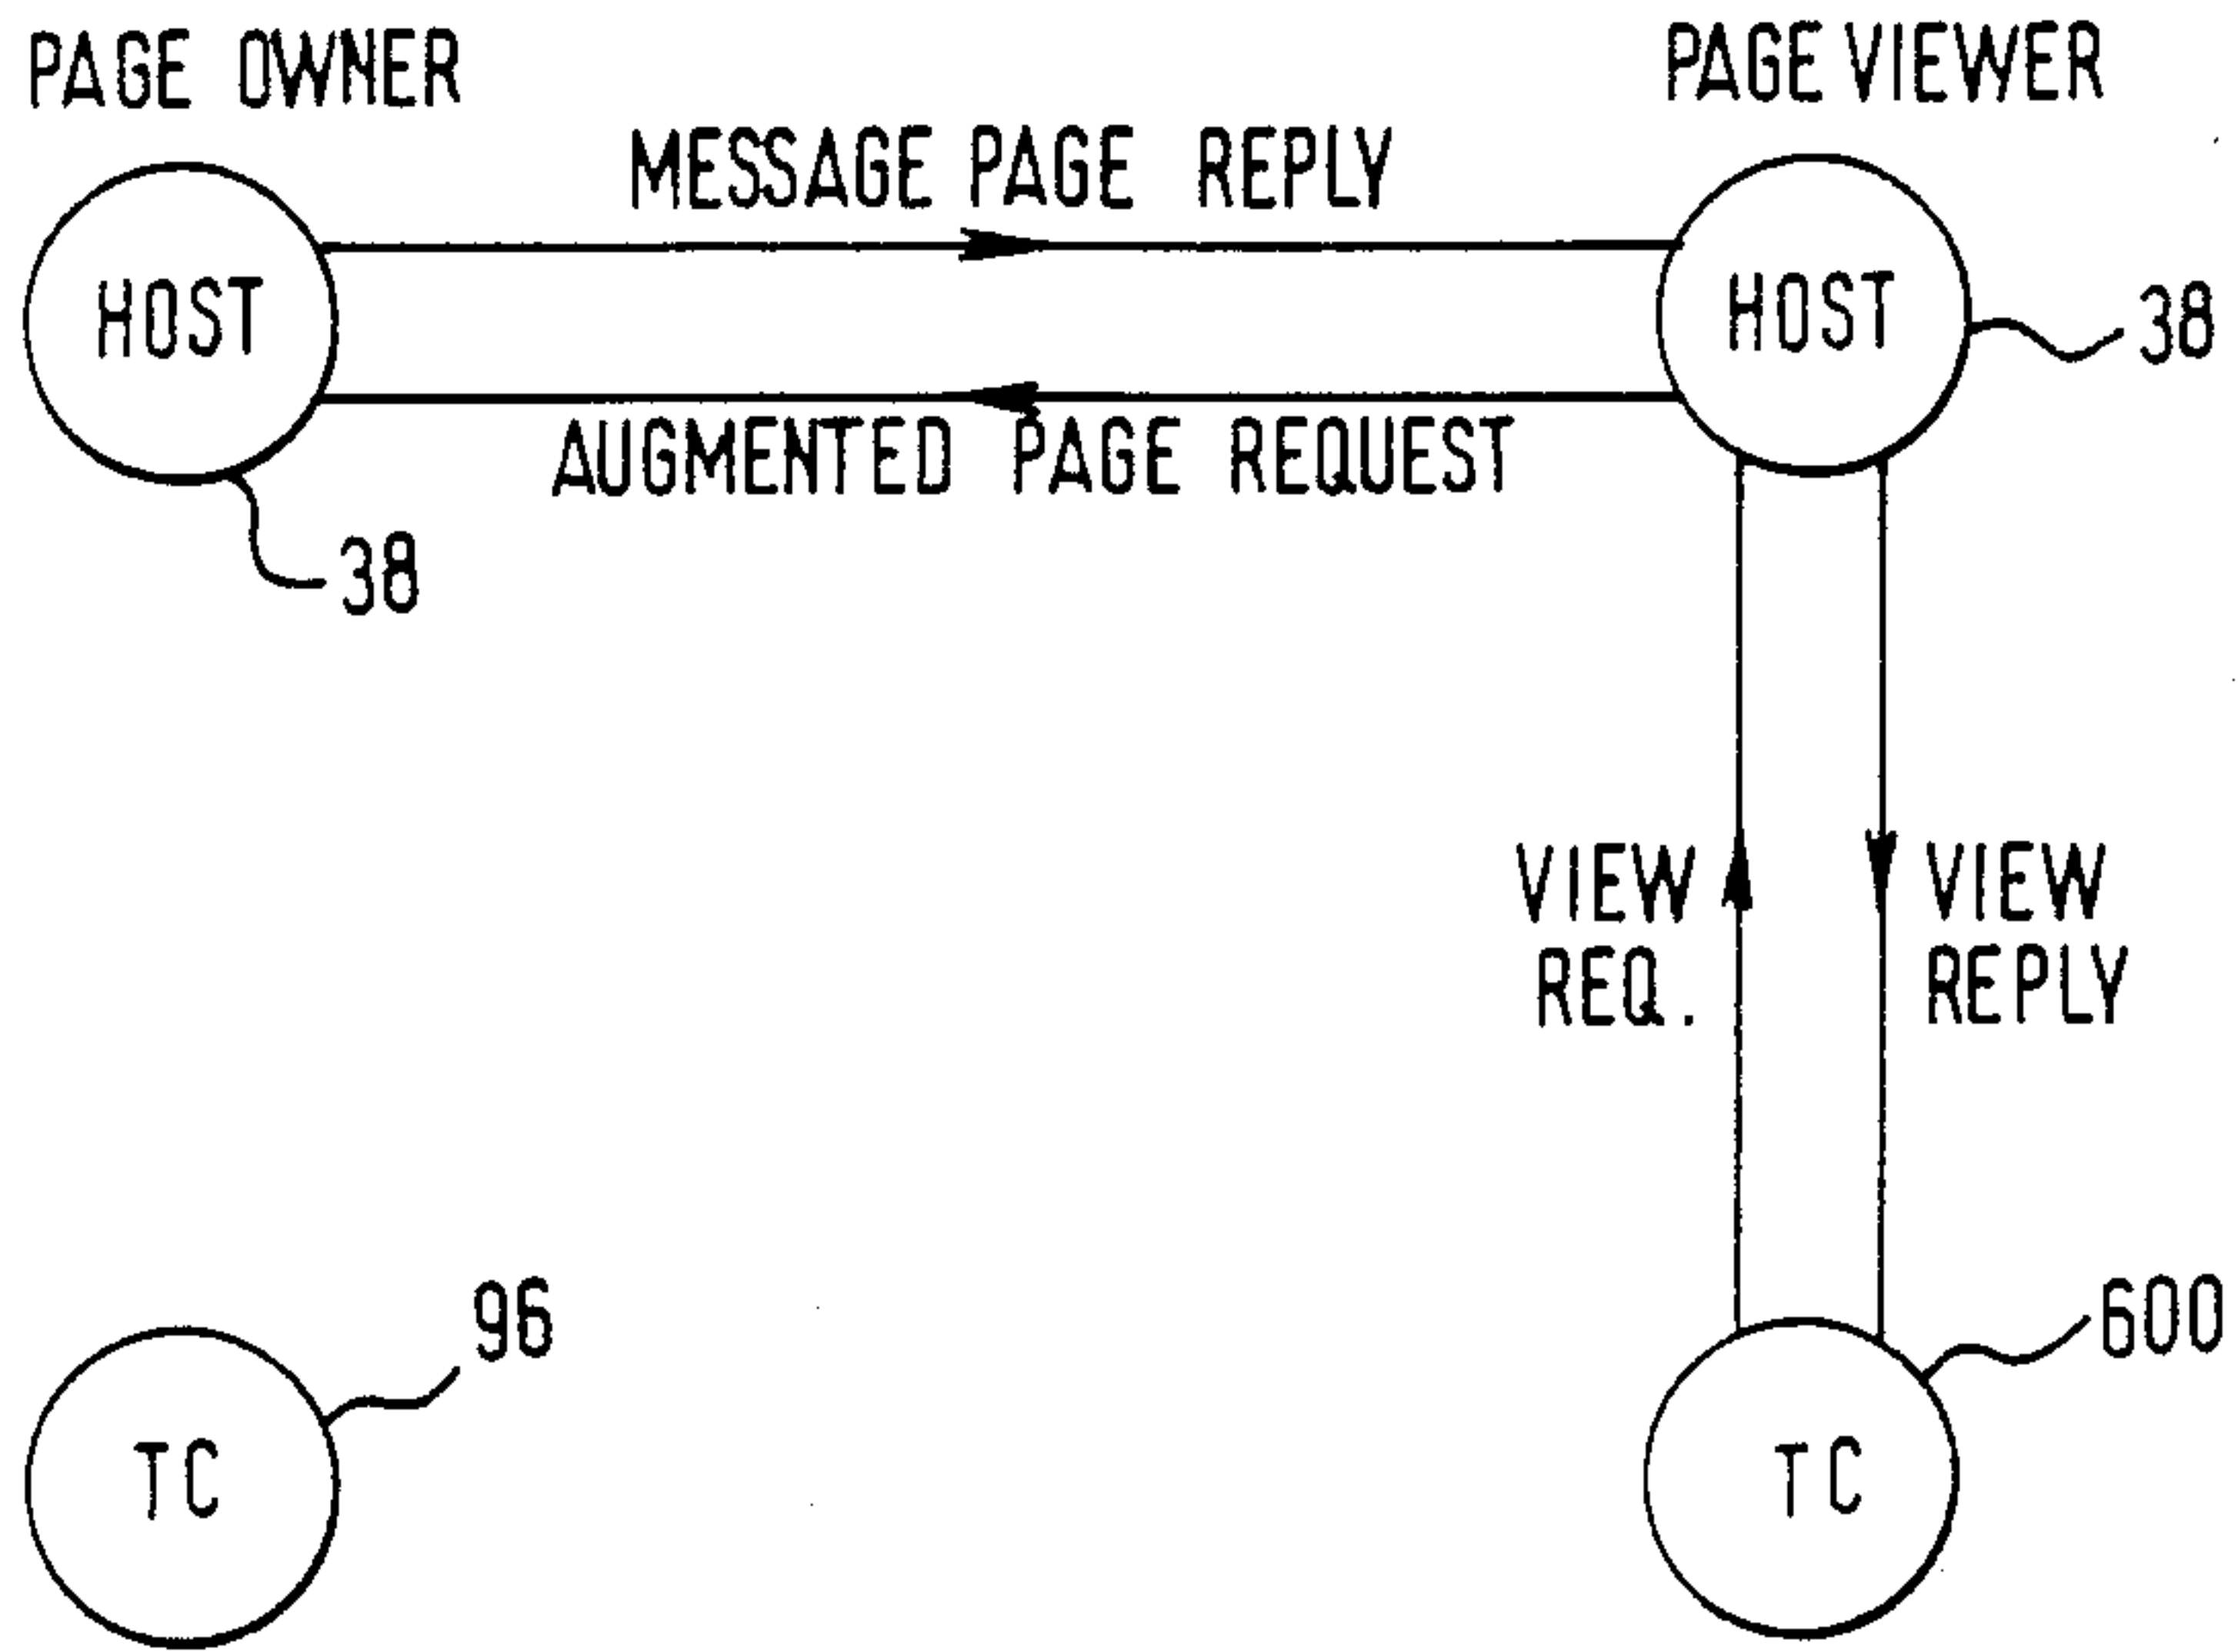 PAGE OWNER
PAGE VIEWER
MESSAGE PAGE REPLY
HOST
HOST
38
AUGMENTED PAGE REQUEST
38
VIEW
REQ.
VIEW
REPLY
96
600
TC
TC